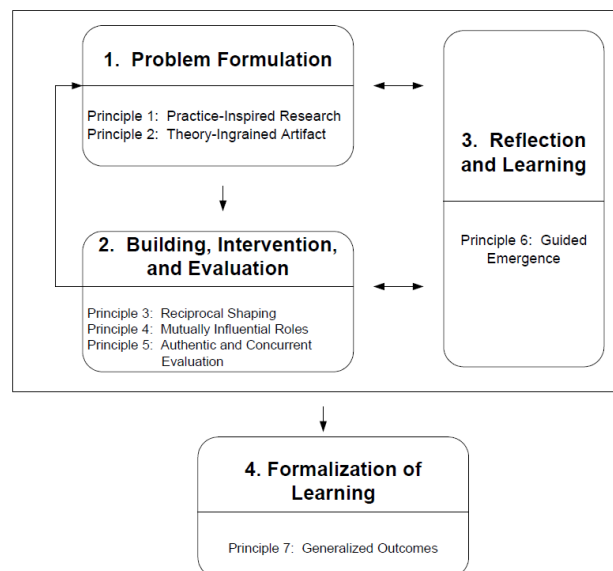 1. Problem Formulation
Principle 1: Practice-Inspired Research
Principle 2: Theory-Ingrained Artifact
2. Building, Intervention,
and Evaluation
Principle 3: Reciprocal Shaping
Principle 4: Mutually Influential Roles
Principle 5: Authentic and Concurrent
Evaluation
3. Reflection
and Learning
Principle 6: Guided
Emergence
4. Formalization of
Learning
Principle 7: Generalized Outcomes